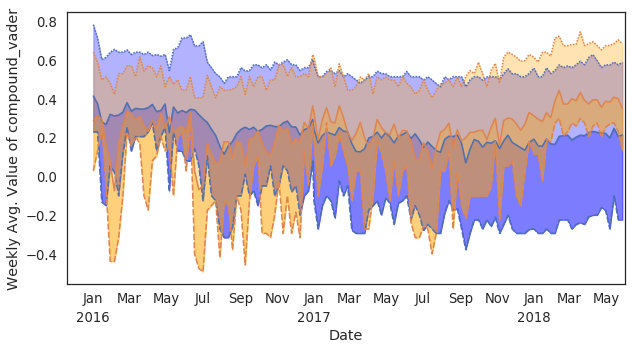 Weekly Avg. Value of compound_vader
0.8
0.6
0.4
0.2
0.0
−0.2
−0.4
Jan Mar May Jul Sep Nov Jan Mar May Jul Sep Nov Jan Mar May
2016 2017 2018
Date